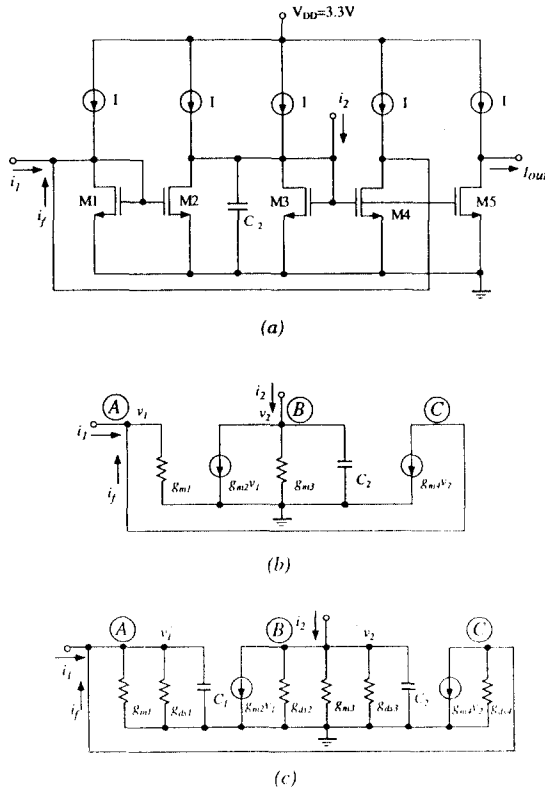 V_DD=3.3V
I I I I I
i_2
i_1
i_f
M1 M2 C_2 M3 M4 M5
I_out
(a)
A v_1 i_2 v_2 B C
i_1
i_f
g_m1 g_m2v_1 g_m3 C_2 g_m4v_2
(b)
A v_1 B i_2 v_2 C
i_1
i_f
g_m1 g_ds1 C_1 g_m2v_1 g_ds2 g_m3 g_ds3 C_2 g_m4v_2 g_ds4
(c)